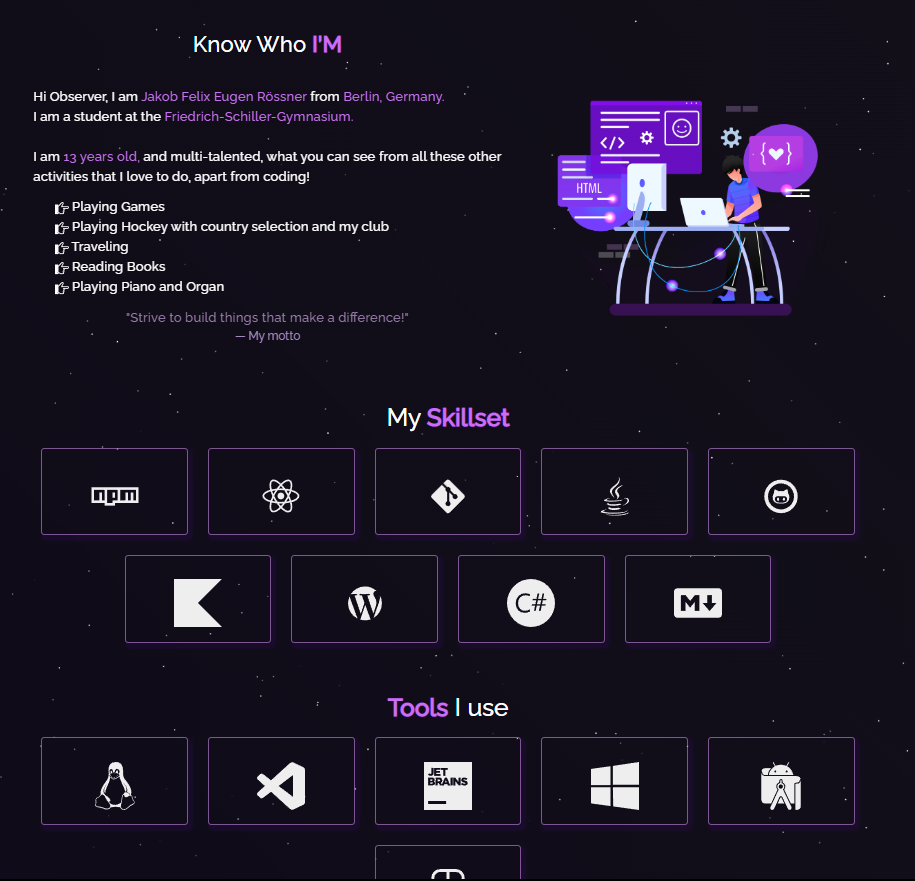 Know Who I'M
Hi Observer, I am Jakob Felix Eugen Rössner from Berlin, Germany.
I am a student at the Friedrich-Schiller-Gymnasium.
I am 13 years old, and multi-talented, what you can see from all these other
activities that I love to do, apart from coding!
Playing Games
Playing Hockey with country selection and my club
Traveling
Reading Books
Playing Piano and Organ
"Strive to build things that make a difference!"
— My motto
</>
HTML
{ }
My Skillset
npm
C#
M
Tools I use
JET
BRAINS